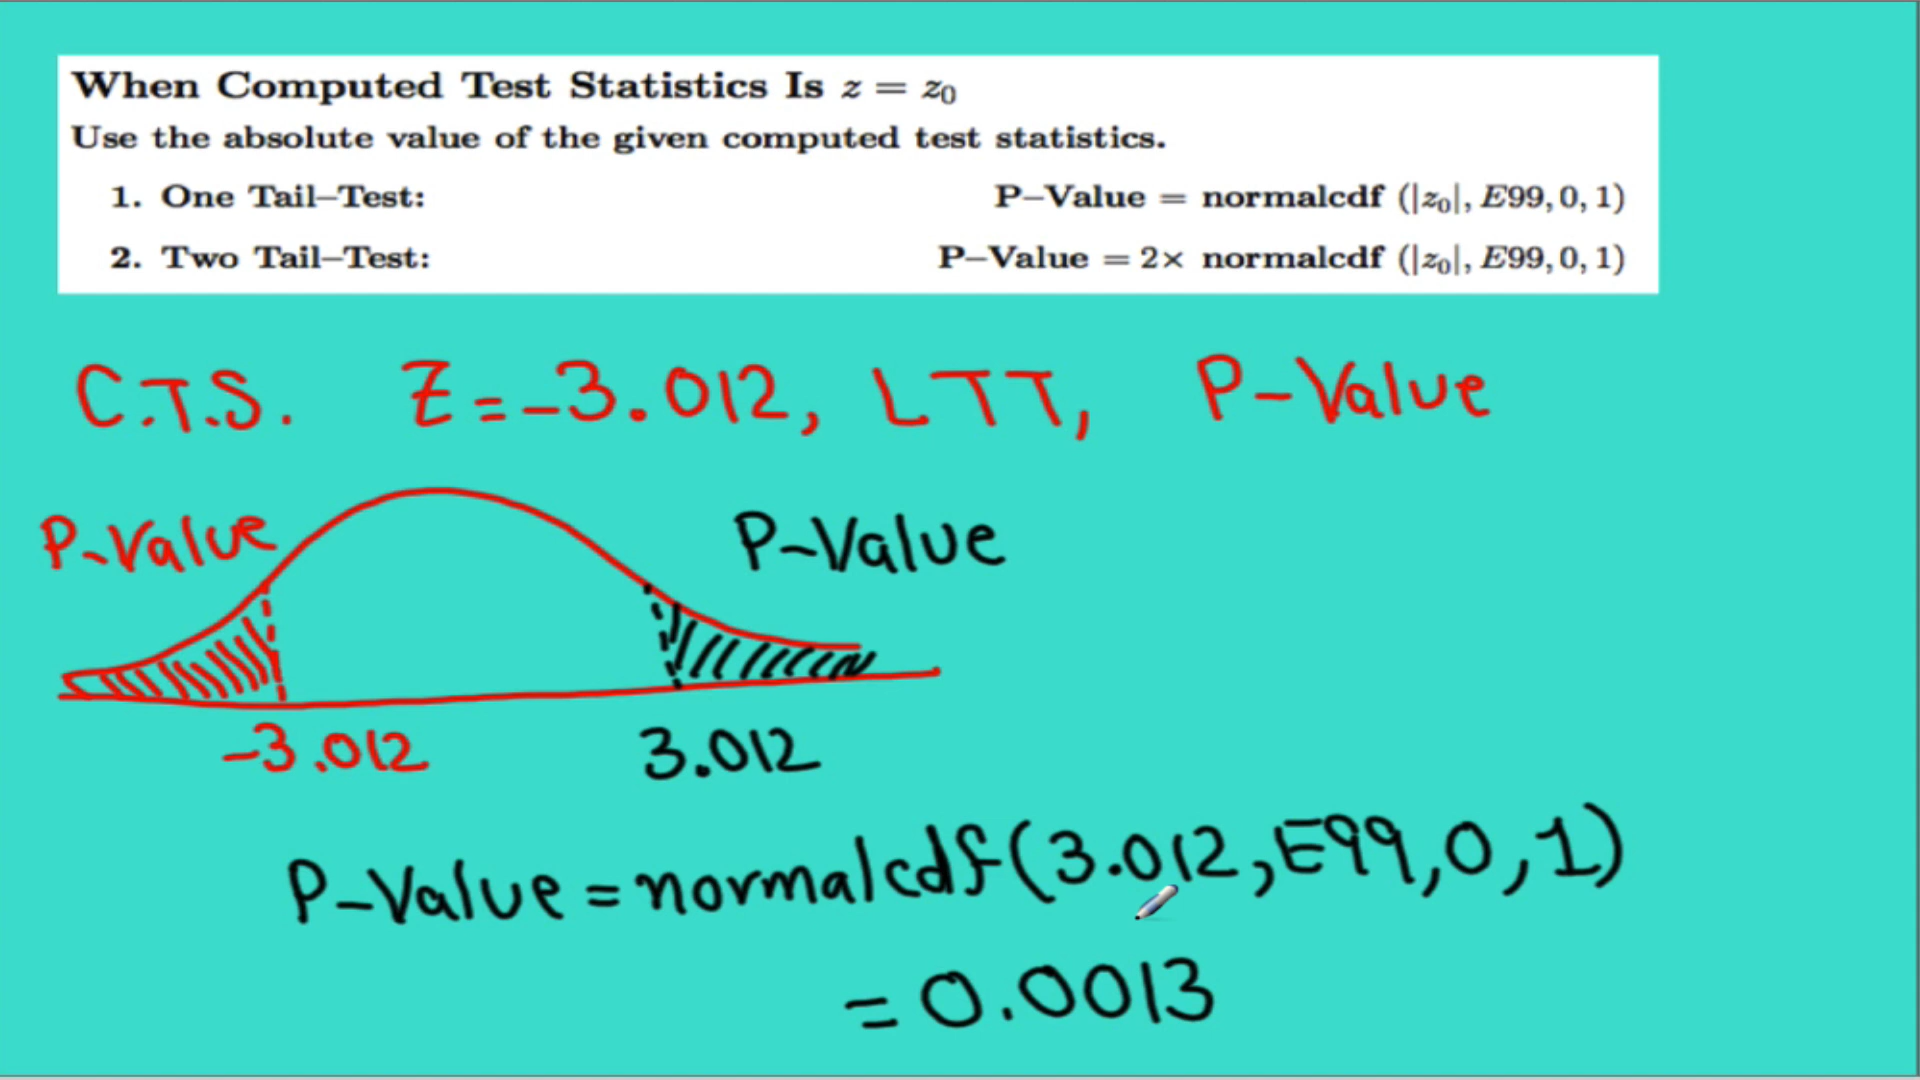 When Computed Test Statistics Is z = z₀
Use the absolute value of the given computed test statistics.
1. One Tail–Test: P–Value = normalcdf (|z₀|, E99, 0, 1)
2. Two Tail–Test: P–Value = 2× normalcdf (|z₀|, E99, 0, 1)
C.T.S. Z=-3.012, LTT, P-Value
P-Value P-Value
-3.012 3.012
P-Value = normalcdf(3.012,E99,0,1)
= 0.0013